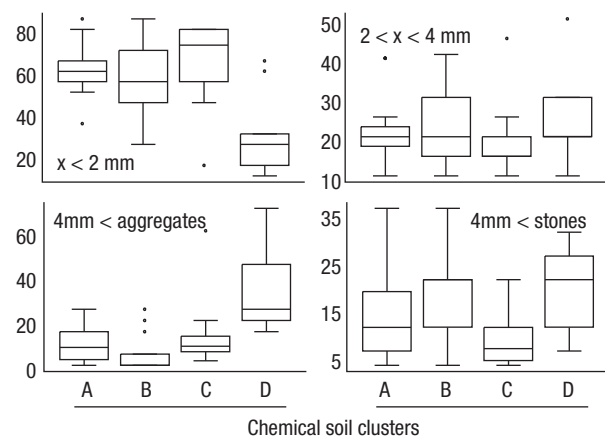 80
60
40
20
x < 2 mm
50
40
30
20
10
2 < x < 4 mm
60
40
20
0
4mm < aggregates
35
25
15
5
4mm < stones
A B C D
A B C D
Chemical soil clusters